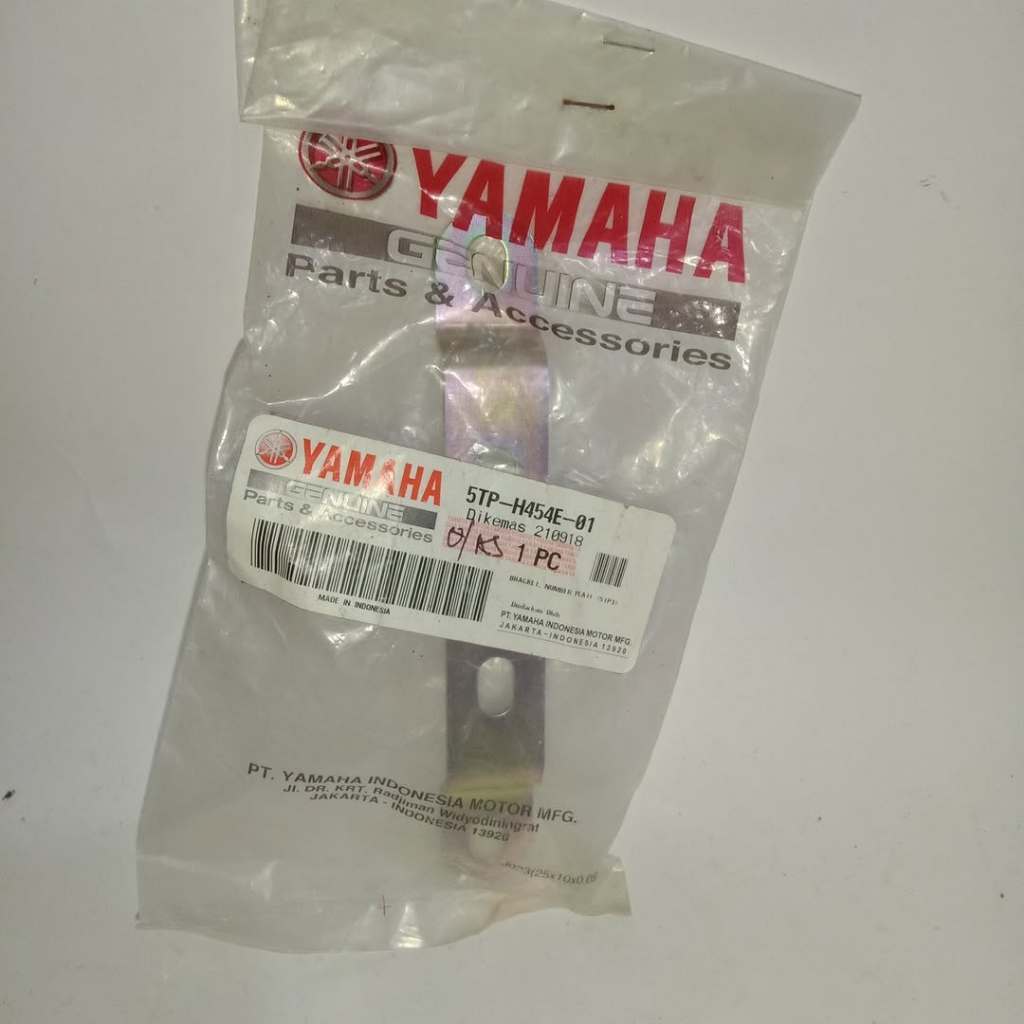 YAMAHA
GENUINE
Parts & Accessories
YAMAHA
GENUINE
Parts & Accessories
5TP-H454E-01
Dikemas 210918
1 PC
MADE IN INDONESIA
PT. YAMAHA INDONESIA MOTOR MFG.
JAKARTA - INDONESIA 13920
PT. YAMAHA INDONESIA MOTOR MFG.
Jl. DR. KRT. Radjiman Widyodiningrat
JAKARTA - INDONESIA 13920